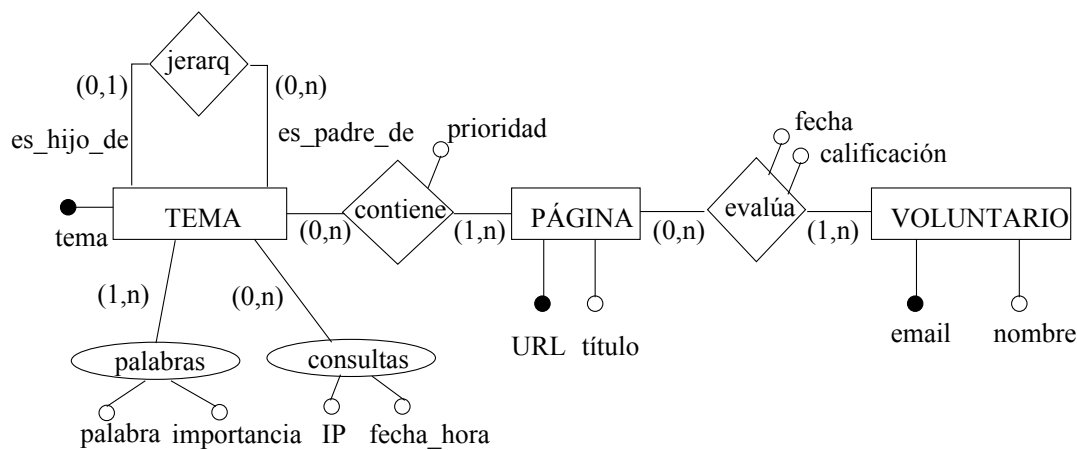 jerarq
(0,1)
(0,n)
es_hijo_de
es_padre_de
prioridad
fecha
calificación
TEMA
contiene
PÁGINA
evalúa
VOLUNTARIO
tema
(0,n)
(1,n)
(0,n)
(1,n)
(1,n)
(0,n)
palabras
consultas
URL
título
email
nombre
palabra
importancia
IP
fecha_hora